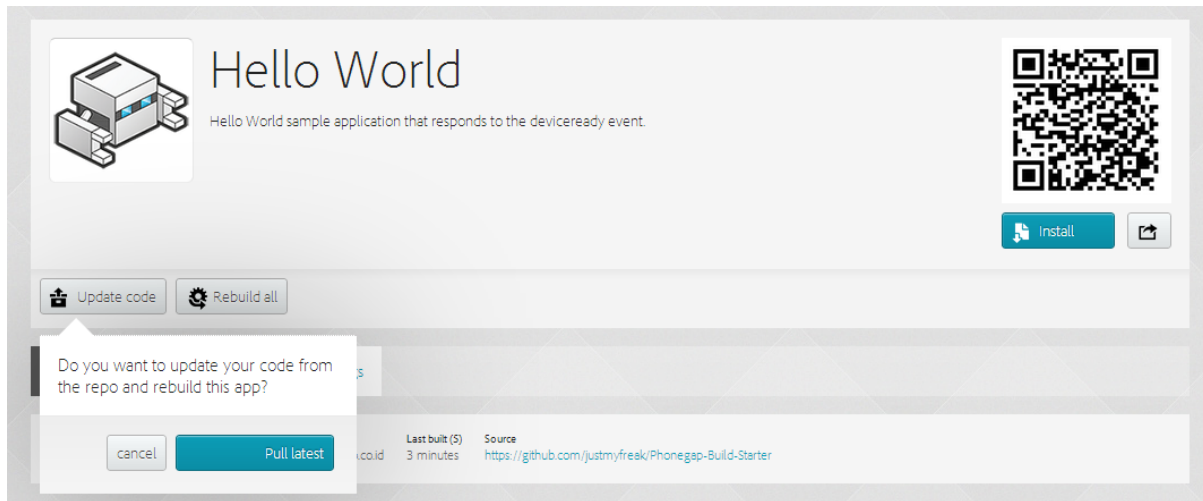 Hello World
Hello World sample application that responds to the deviceready event.
Install
Update code
Rebuild all
Do you want to update your code from
the repo and rebuild this app?
cancel
Pull latest
.co.id
Last built (5)
3 minutes
Source
https://github.com/justmyfreak/Phonegap-Build-Starter